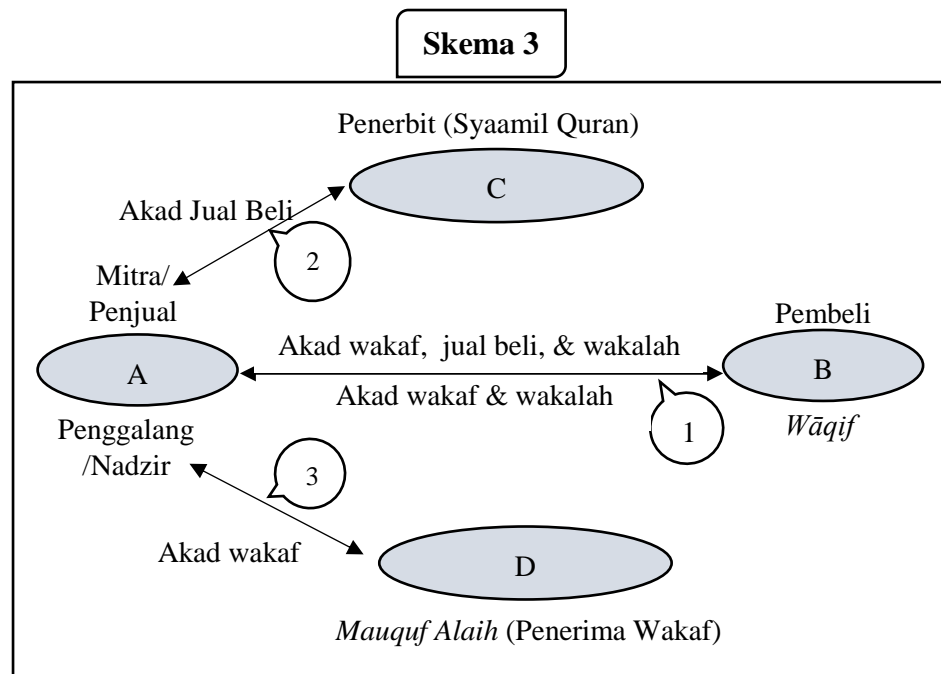 Skema 3
Penerbit (Syaamil Quran)
C
Akad Jual Beli
2
Mitra/
Penjual
Pembeli
Akad wakaf, jual beli, & wakalah
A
B
Akad wakaf & wakalah
1
Wāqif
Penggalang
/Nadzir
3
Akad wakaf
D
Mauquf Alaih (Penerima Wakaf)